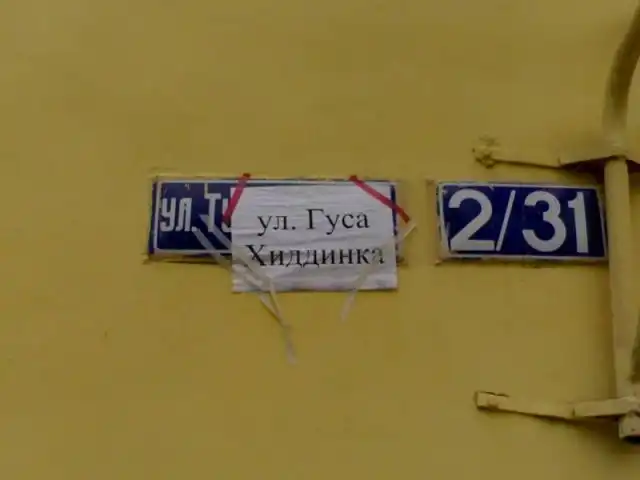 ул.
ул. Гуса
Хиддинка
2/31